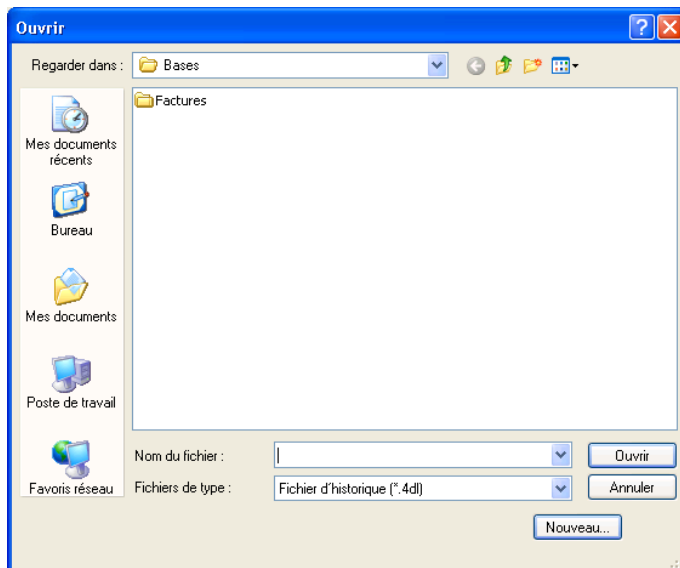 Ouvrir
Regarder dans :
Bases
Factures
Mes documents
récents
Bureau
Mes documents
Poste de travail
Favoris réseau
Nom du fichier :
Ouvrir
Fichiers de type :
Fichier d´historique (*.4dl)
Annuler
Nouveau...